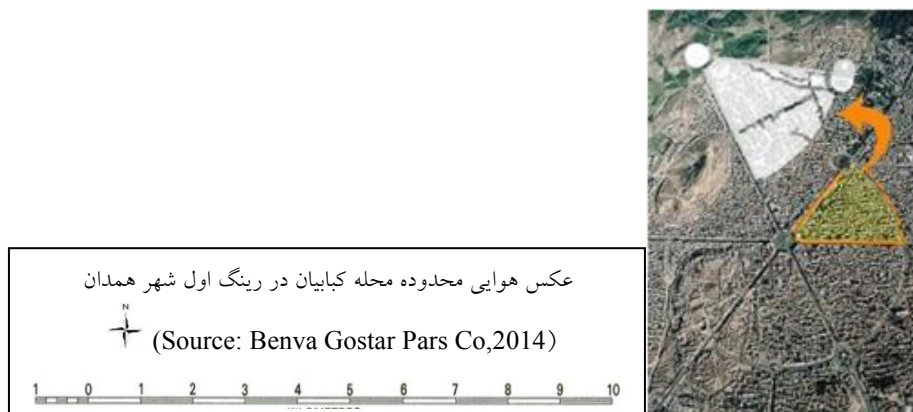 عکس هوایی محدوده محله کبابیان در رینگ اول شهر همدان
N
(Source: Benva Gostar Pars Co,2014)
1 0 1 2 3 4 5 6 7 8 9 10